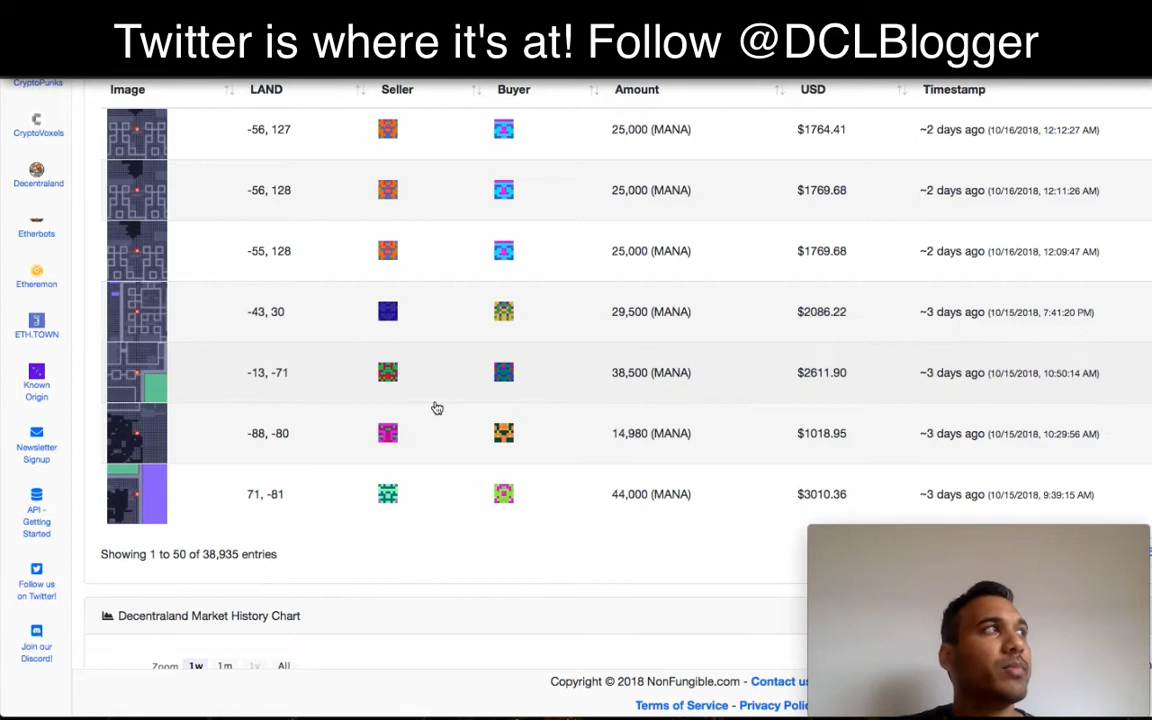 Twitter is where it's at! Follow @DCLBlogger
CryptoPunks
CryptoVoxels
Decentraland
Etherbots
Etheremon
ETH.TOWN
Known
Origin
Newsletter
Signup
API -
Getting
Started
Follow us
on Twitter!
Join our
Discord!
Image LAND Seller Buyer Amount USD Timestamp
-56, 127 25,000 (MANA) $1764.41 ~2 days ago (10/16/2018, 12:12:27 AM)
-56, 128 25,000 (MANA) $1769.68 ~2 days ago (10/16/2018, 12:11:26 AM)
-55, 128 25,000 (MANA) $1769.68 ~2 days ago (10/16/2018, 12:09:47 AM)
-43, 30 29,500 (MANA) $2086.22 ~3 days ago (10/15/2018, 7:41:20 PM)
-13, -71 38,500 (MANA) $2611.90 ~3 days ago (10/15/2018, 10:50:14 AM)
-88, -80 14,980 (MANA) $1018.95 ~3 days ago (10/15/2018, 10:29:56 AM)
71, -81 44,000 (MANA) $3010.36 ~3 days ago (10/15/2018, 9:39:15 AM)
Showing 1 to 50 of 38,935 entries
Decentraland Market History Chart
Zoom 1w 1m 1y All
Copyright © 2018 NonFungible.com - Contact us
Terms of Service - Privacy Polic